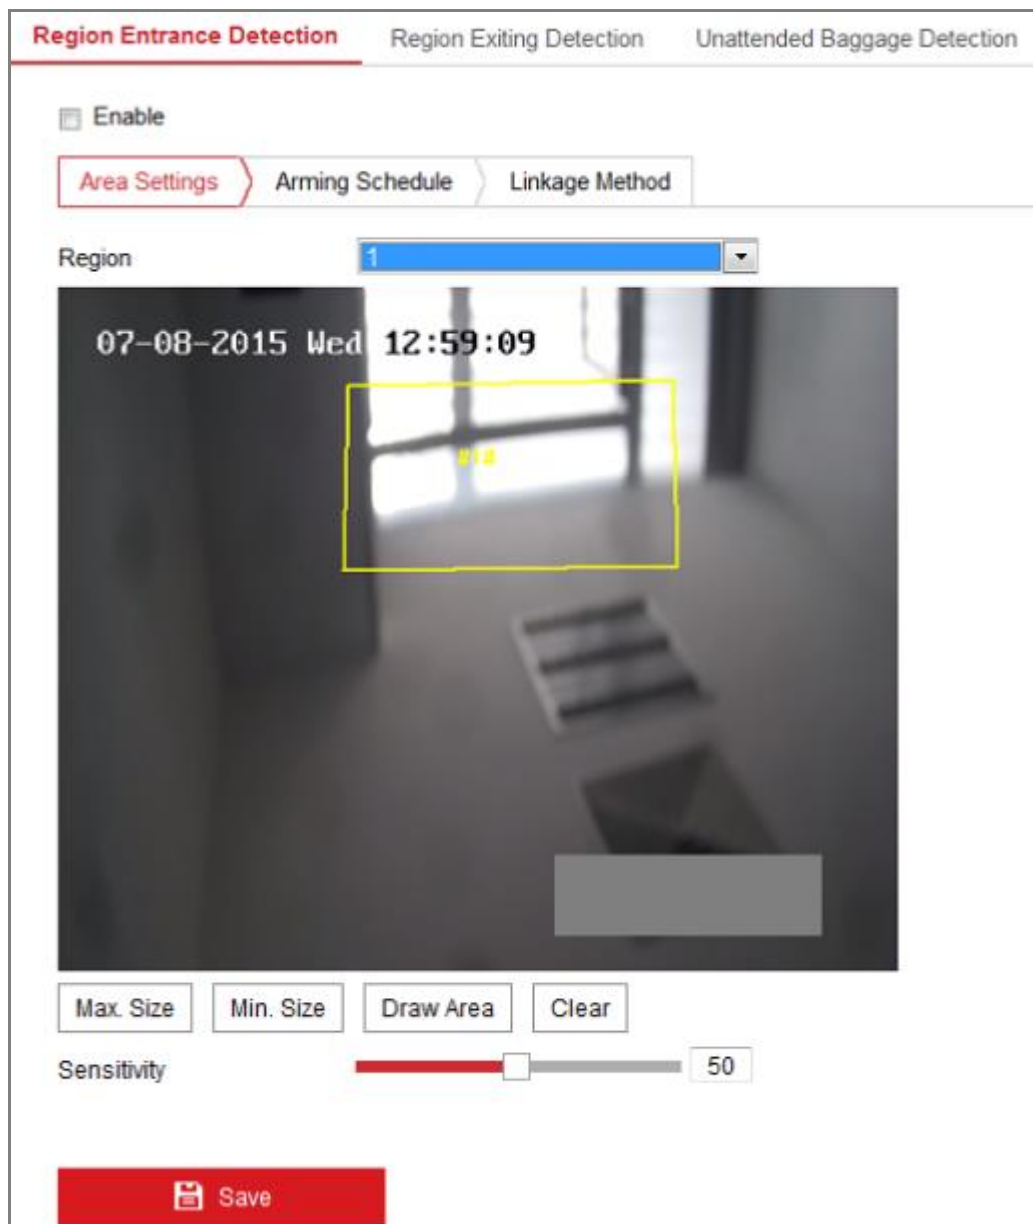 Region Entrance Detection Region Exiting Detection Unattended Baggage Detection
Enable
Area Settings Arming Schedule Linkage Method
Region 1
07-08-2015 Wed 12:59:09
#1#
Max. Size Min. Size Draw Area Clear
Sensitivity 50
Save